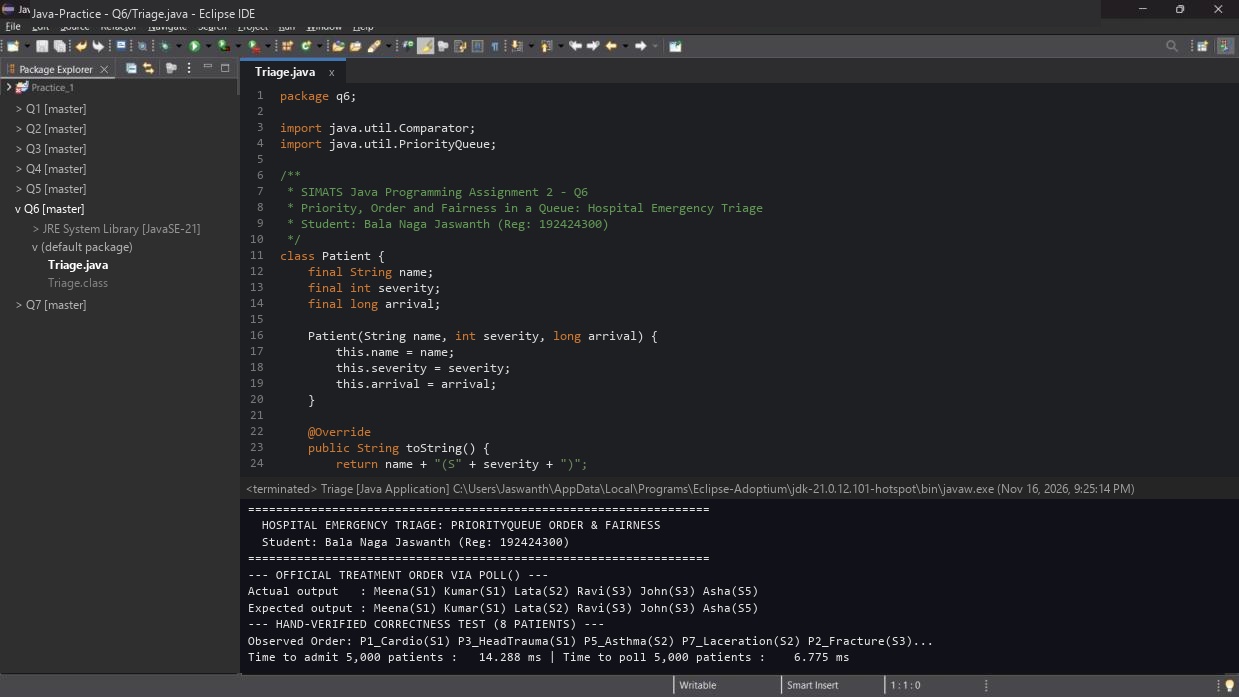 Java-Practice - Q6/Triage.java - Eclipse IDE
File Edit Source Refactor Navigate Search Project Run Window Help
Package Explorer
Practice_1
> Q1 [master]
> Q2 [master]
> Q3 [master]
> Q4 [master]
> Q5 [master]
v Q6 [master]
> JRE System Library [JavaSE-21]
v (default package)
Triage.java
Triage.class
> Q7 [master]
Triage.java x
1 package q6;
2
3 import java.util.Comparator;
4 import java.util.PriorityQueue;
5
6 /**
7 * SIMATS Java Programming Assignment 2 - Q6
8 * Priority, Order and Fairness in a Queue: Hospital Emergency Triage
9 * Student: Bala Naga Jaswanth (Reg: 192424300)
10 */
11 class Patient {
12 final String name;
13 final int severity;
14 final long arrival;
15
16 Patient(String name, int severity, long arrival) {
17 this.name = name;
18 this.severity = severity;
19 this.arrival = arrival;
20 }
21
22 @Override
23 public String toString() {
24 return name + "(S" + severity + ")";
<terminated> Triage [Java Application] C:\Users\Jaswanth\AppData\Local\Programs\Eclipse-Adoptium\jdk-21.0.12.101-hotspot\bin\javaw.exe (Nov 16, 2026, 9:25:14 PM)
==================================================================
HOSPITAL EMERGENCY TRIAGE: PRIORITYQUEUE ORDER & FAIRNESS
Student: Bala Naga Jaswanth (Reg: 192424300)
==================================================================
--- OFFICIAL TREATMENT ORDER VIA POLL() ---
Actual output : Meena(S1) Kumar(S1) Lata(S2) Ravi(S3) John(S3) Asha(S5)
Expected output : Meena(S1) Kumar(S1) Lata(S2) Ravi(S3) John(S3) Asha(S5)
--- HAND-VERIFIED CORRECTNESS TEST (8 PATIENTS) ---
Observed Order: P1_Cardio(S1) P3_HeadTrauma(S1) P5_Asthma(S2) P7_Laceration(S2) P2_Fracture(S3)...
Time to admit 5,000 patients : 14.288 ms | Time to poll 5,000 patients : 6.775 ms
Writable
Smart Insert
1 : 1 : 0